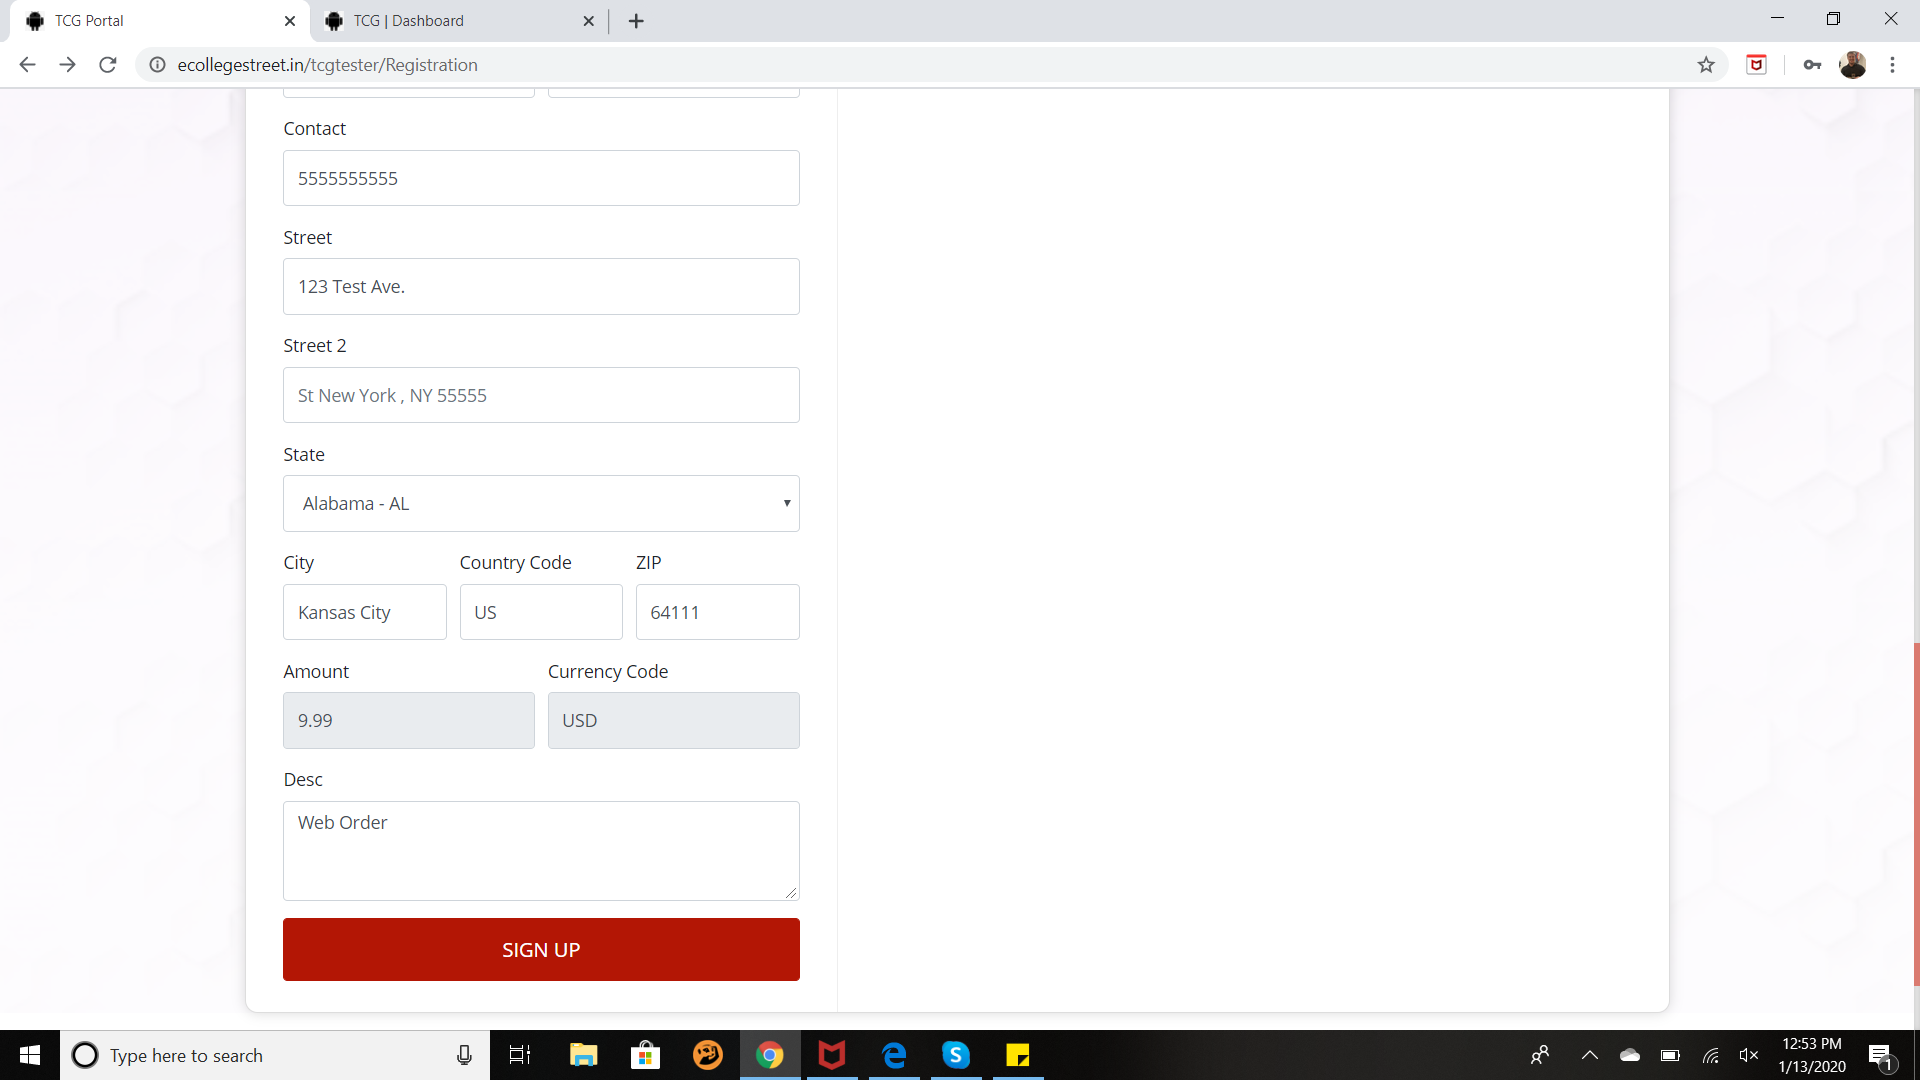 TCG Portal
TCG | Dashboard
ecollegestreet.in/tcgtester/Registration
Contact
5555555555
Street
123 Test Ave.
Street 2
St New York , NY 55555
State
Alabama - AL
City Country Code ZIP
Kansas City US 64111
Amount Currency Code
9.99 USD
Desc
Web Order
SIGN UP
Type here to search
12:53 PM
1/13/2020
1